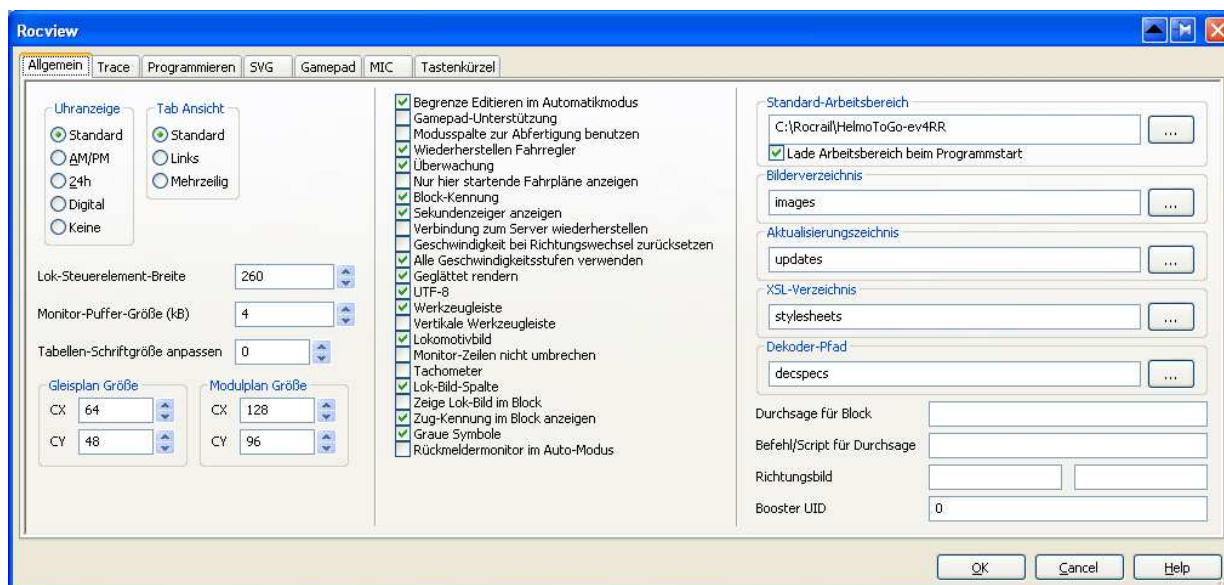 Rocview
Allgemein Trace Programmieren SVG Gamepad MIC Tastenkürzel
Uhranzeige
Standard
AM/PM
24h
Digital
Keine
Tab Ansicht
Standard
Links
Mehrzeilig
Lok-Steuerelement-Breite 260
Monitor-Puffer-Größe (kB) 4
Tabellen-Schriftgröße anpassen 0
Gleisplan Größe
CX 64
CY 48
Modulplan Größe
CX 128
CY 96
Begrenze Editieren im Automatikmodus
Gamepad-Unterstützung
Modusspalte zur Abfertigung benutzen
Wiederherstellen Fahrregler
Überwachung
Nur hier startende Fahrpläne anzeigen
Block-Kennung
Sekundenzeiger anzeigen
Verbindung zum Server wiederherstellen
Geschwindigkeit bei Richtungswechsel zurücksetzen
Alle Geschwindigkeitsstufen verwenden
Geglättet rendern
UTF-8
Werkzeugleiste
Vertikale Werkzeugleiste
Lokomotivbild
Monitor-Zeilen nicht umbrechen
Tachometer
Lok-Bild-Spalte
Zeige Lok-Bild im Block
Zug-Kennung im Block anzeigen
Graue Symbole
Rückmeldermonitor im Auto-Modus
Standard-Arbeitsbereich
C:\Rocrail\HelmoToGo-ev4RR ...
Lade Arbeitsbereich beim Programmstart
Bilderverzeichnis
images ...
Aktualisierungszeichnis
updates ...
XSL-Verzeichnis
stylesheets ...
Dekoder-Pfad
decspecs ...
Durchsage für Block
Befehl/Script für Durchsage
Richtungsbild
Booster UID 0
OK Cancel Help